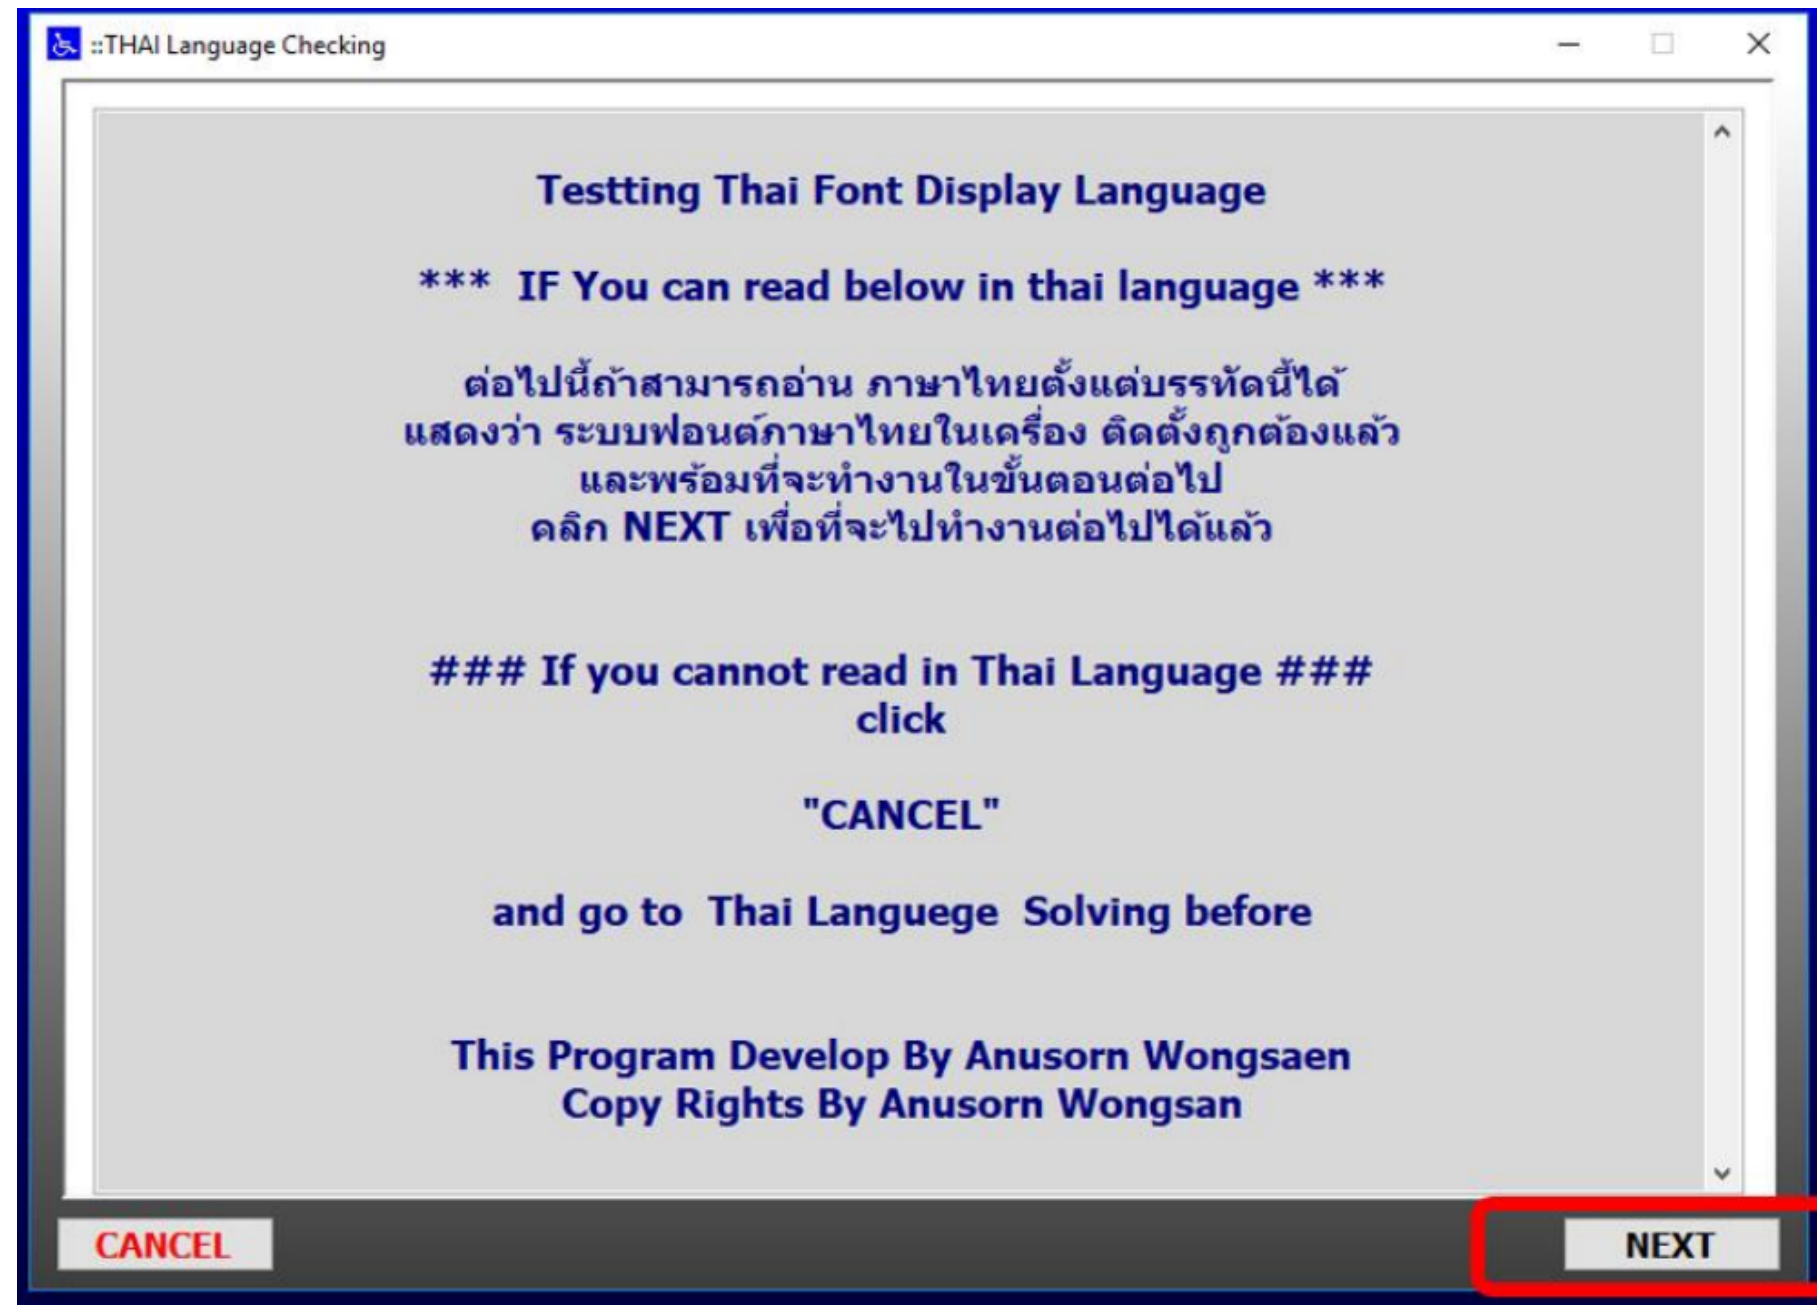 ::THAI Language Checking
Testting Thai Font Display Language
*** IF You can read below in thai language ***
ต่อไปนี้ถ้าสามารถอ่าน ภาษาไทยตั้งแต่บรรทัดนี้ได้
แสดงว่า ระบบฟอนต์ภาษาไทยในเครื่อง ติดตั้งถูกต้องแล้ว
และพร้อมที่จะทำงานในขั้นตอนต่อไป
คลิก NEXT เพื่อที่จะไปทำงานต่อไปได้แล้ว
### If you cannot read in Thai Language ###
click
"CANCEL"
and go to Thai Languege Solving before
This Program Develop By Anusorn Wongsaen
Copy Rights By Anusorn Wongsan
CANCEL
NEXT